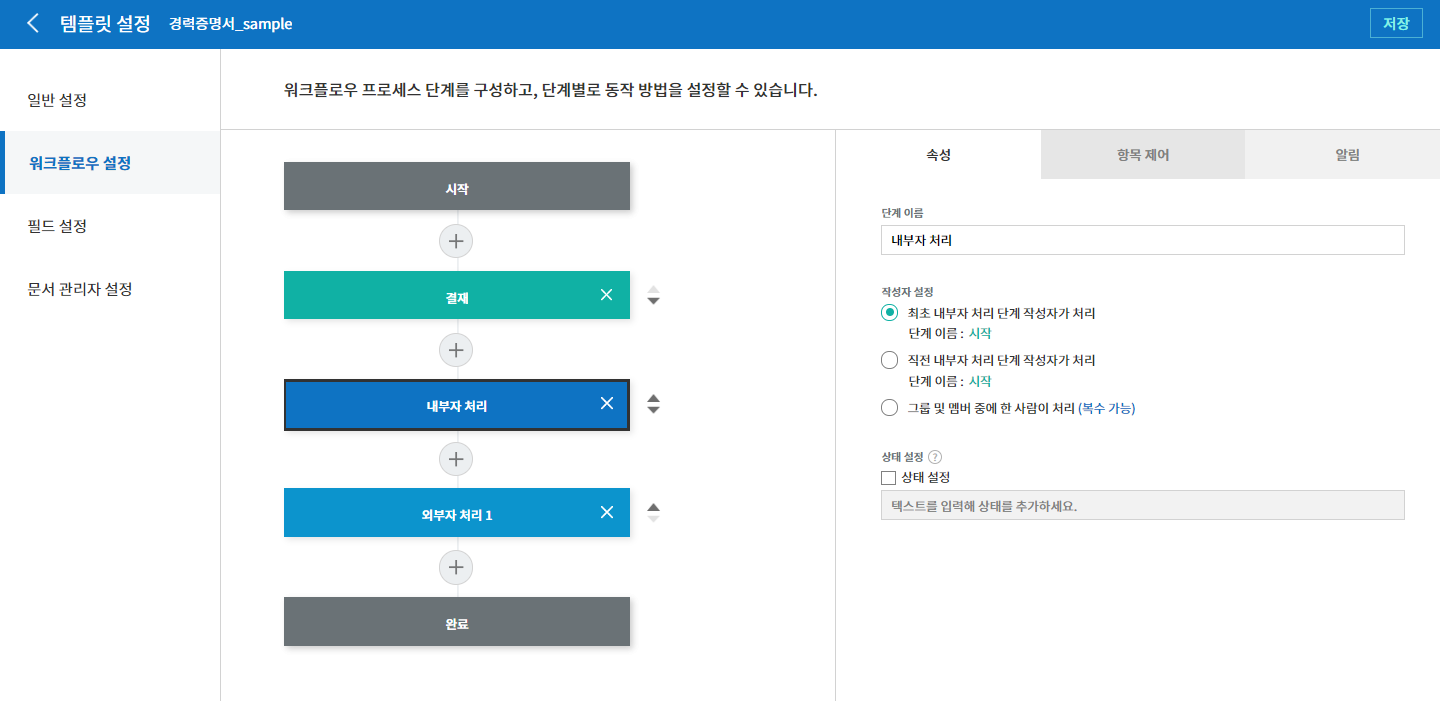 템플릿 설정 경력증명서_sample 저장
일반 설정
워크플로우 설정
필드 설정
문서 관리자 설정
워크플로우 프로세스 단계를 구성하고, 단계별로 동작 방법을 설정할 수 있습니다.
시작
결재
내부자 처리
외부자 처리 1
완료
속성 항목 제어 알림
단계 이름
내부자 처리
작성자 설정
최초 내부자 처리 단계 작성자가 처리
단계 이름 : 시작
직전 내부자 처리 단계 작성자가 처리
단계 이름 : 시작
그룹 및 멤버 중에 한 사람이 처리 (복수 가능)
상태 설정 ?
상태 설정
텍스트를 입력해 상태를 추가하세요.